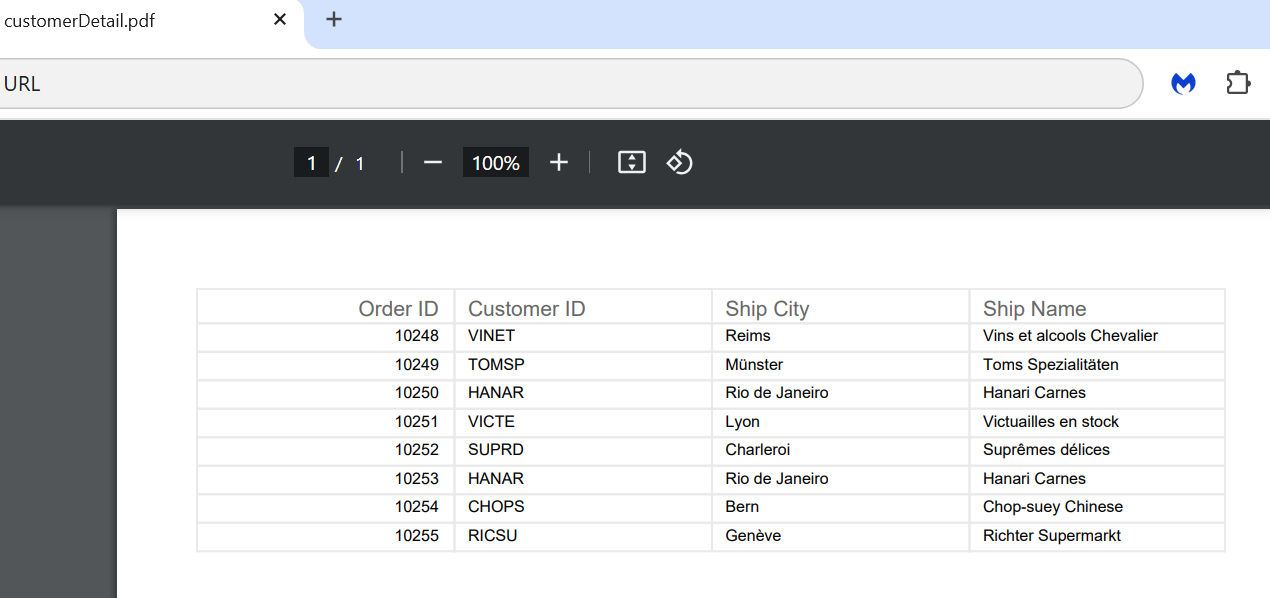 customerDetail.pdf
URL
1 / 1 100%
Order ID Customer ID Ship City Ship Name
10248 VINET Reims Vins et alcools Chevalier
10249 TOMSP Münster Toms Spezialitäten
10250 HANAR Rio de Janeiro Hanari Carnes
10251 VICTE Lyon Victuailles en stock
10252 SUPRD Charleroi Suprêmes délices
10253 HANAR Rio de Janeiro Hanari Carnes
10254 CHOPS Bern Chop-suey Chinese
10255 RICSU Genève Richter Supermarkt